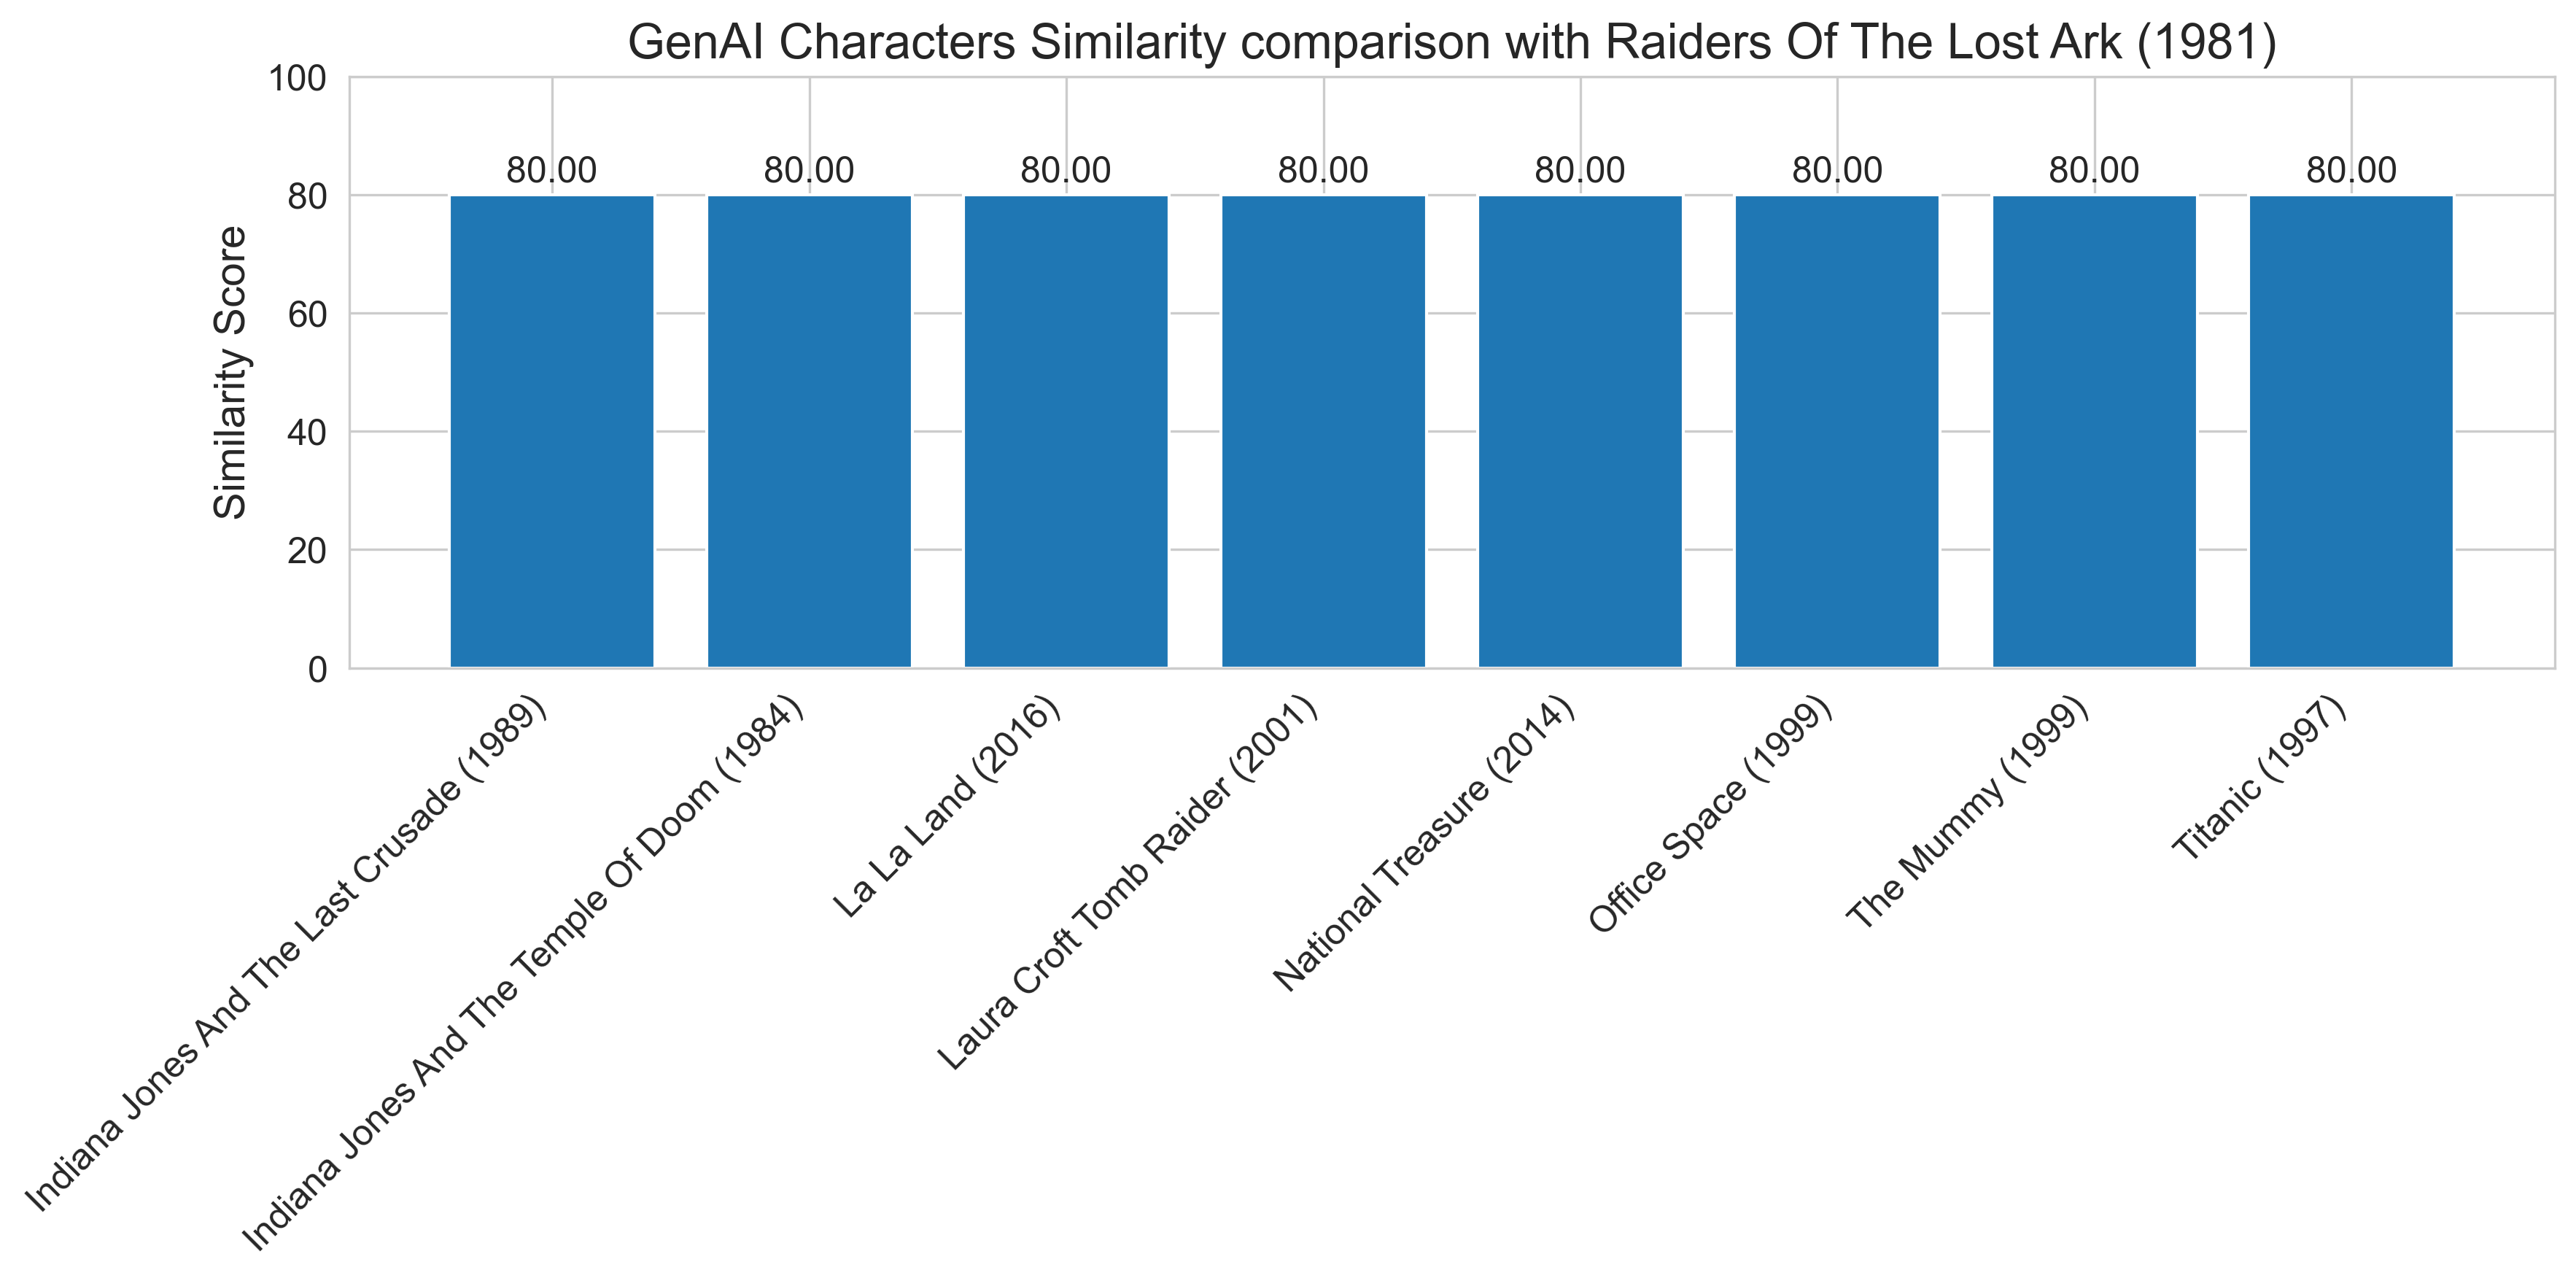 GenAI Characters Similarity comparison with Raiders Of The Lost Ark (1981)
100
80
60
40
20
0
Similarity Score
80.00
80.00
80.00
80.00
80.00
80.00
80.00
80.00
Indiana Jones And The Last Crusade (1989)
Indiana Jones And The Temple Of Doom (1984)
La La Land (2016)
Laura Croft Tomb Raider (2001)
National Treasure (2014)
Office Space (1999)
The Mummy (1999)
Titanic (1997)